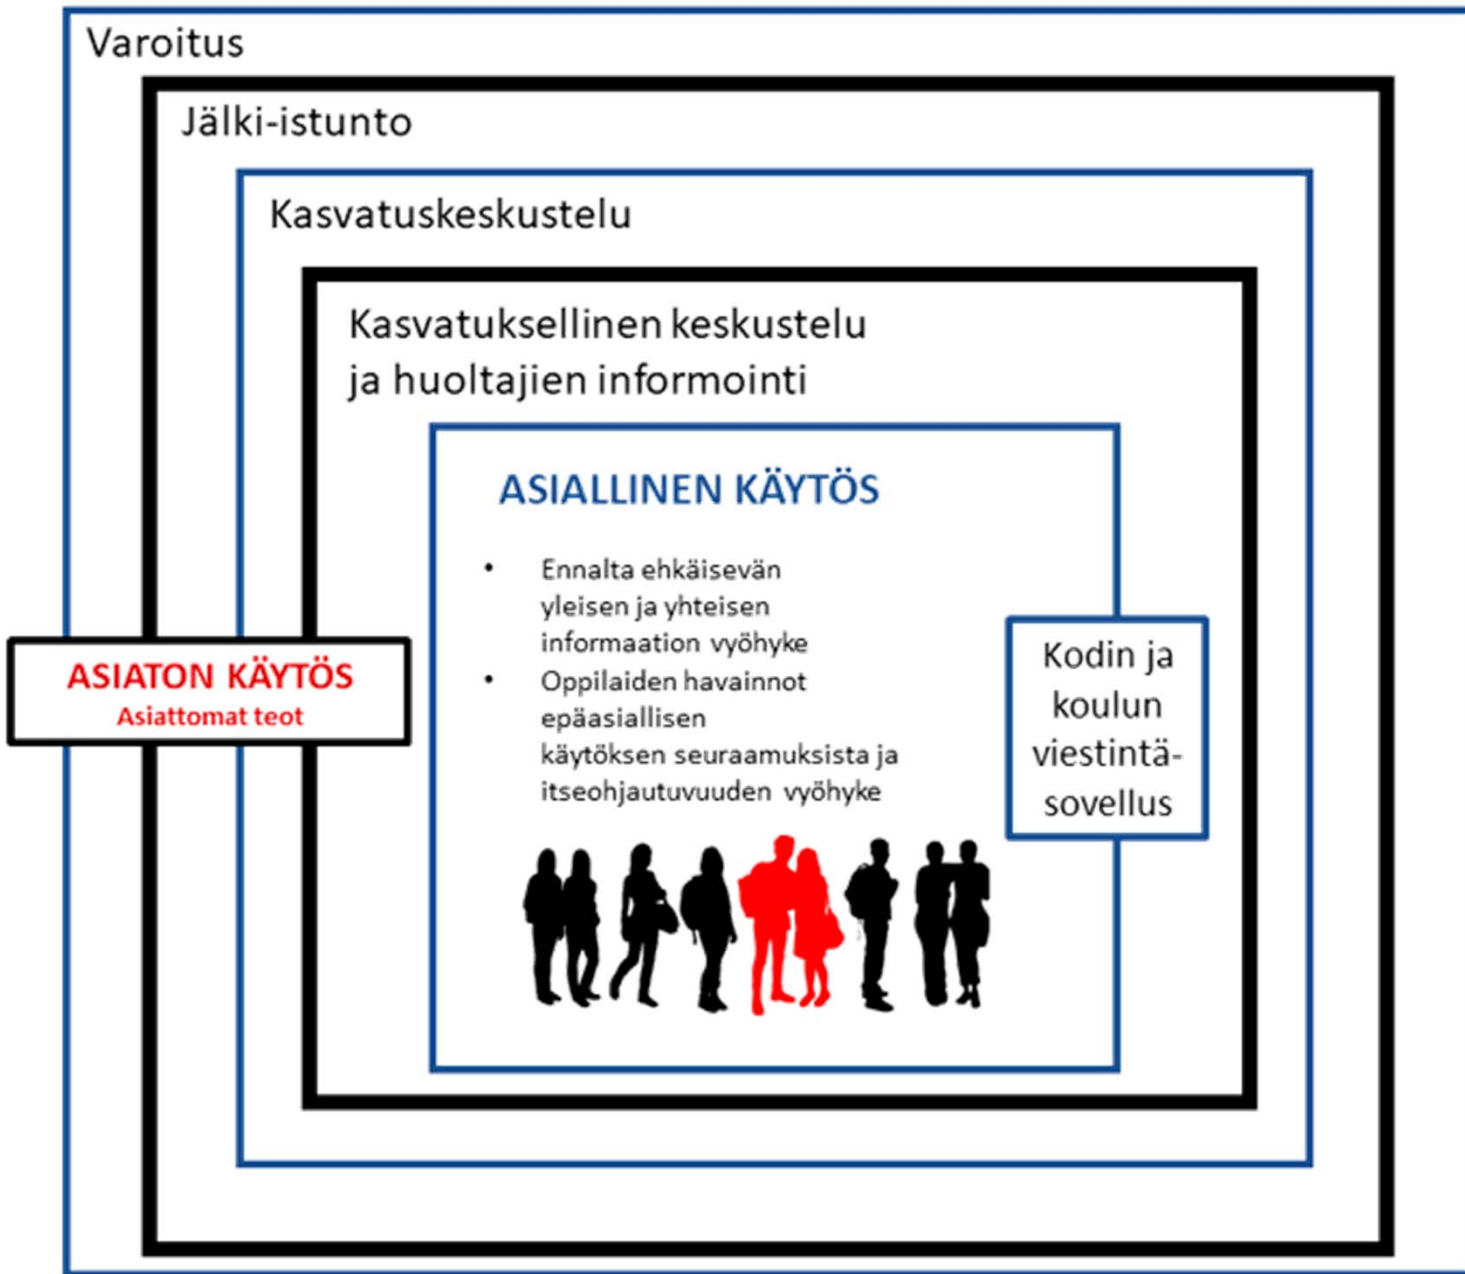 Varoitus
Jälki-istunto
Kasvatuskeskustelu
Kasvatuksellinen keskustelu
ja huoltajien informointi
ASIALLINEN KÄYTÖS
• Ennalta ehkäisevän
yleisen ja yhteisen
informaation vyöhyke
• Oppilaiden havainnot
epäasiallisen
käytöksen seuraamuksista ja
itseohjautuvuuden vyöhyke
ASIATON KÄYTÖS
Asiattomat teot
Kodin ja
koulun
viestintä-
sovellus